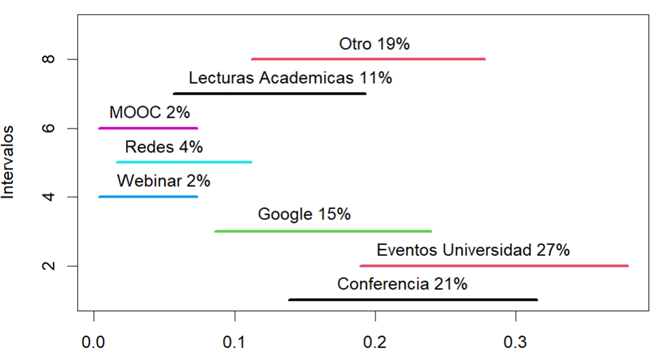 Otro 19%
Lecturas Academicas 11%
MOOC 2%
Redes 4%
Webinar 2%
Google 15%
Eventos Universidad 27%
Conferencia 21%
Intervalos
8
6
4
2
0.0 0.1 0.2 0.3